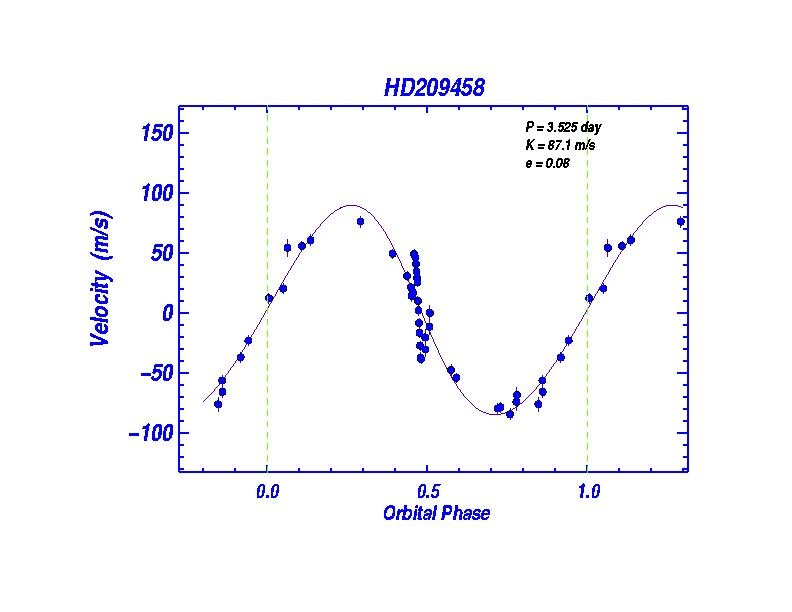 HD209458
P = 3.525 day
K = 87.1 m/s
e = 0.08
150
100
50
0
−50
−100
Velocity (m/s)
0.0 0.5 1.0
Orbital Phase